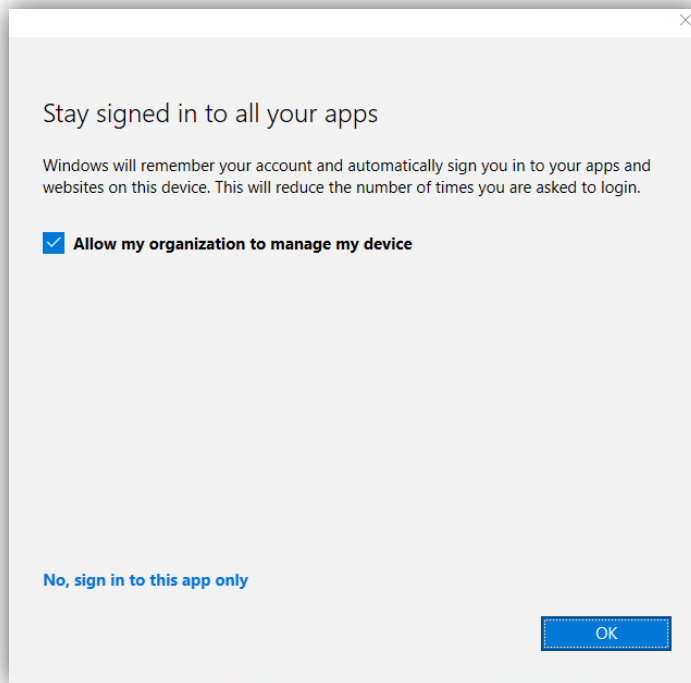 Stay signed in to all your apps
Windows will remember your account and automatically sign you in to your apps and
websites on this device. This will reduce the number of times you are asked to login.
Allow my organization to manage my device
No, sign in to this app only
OK